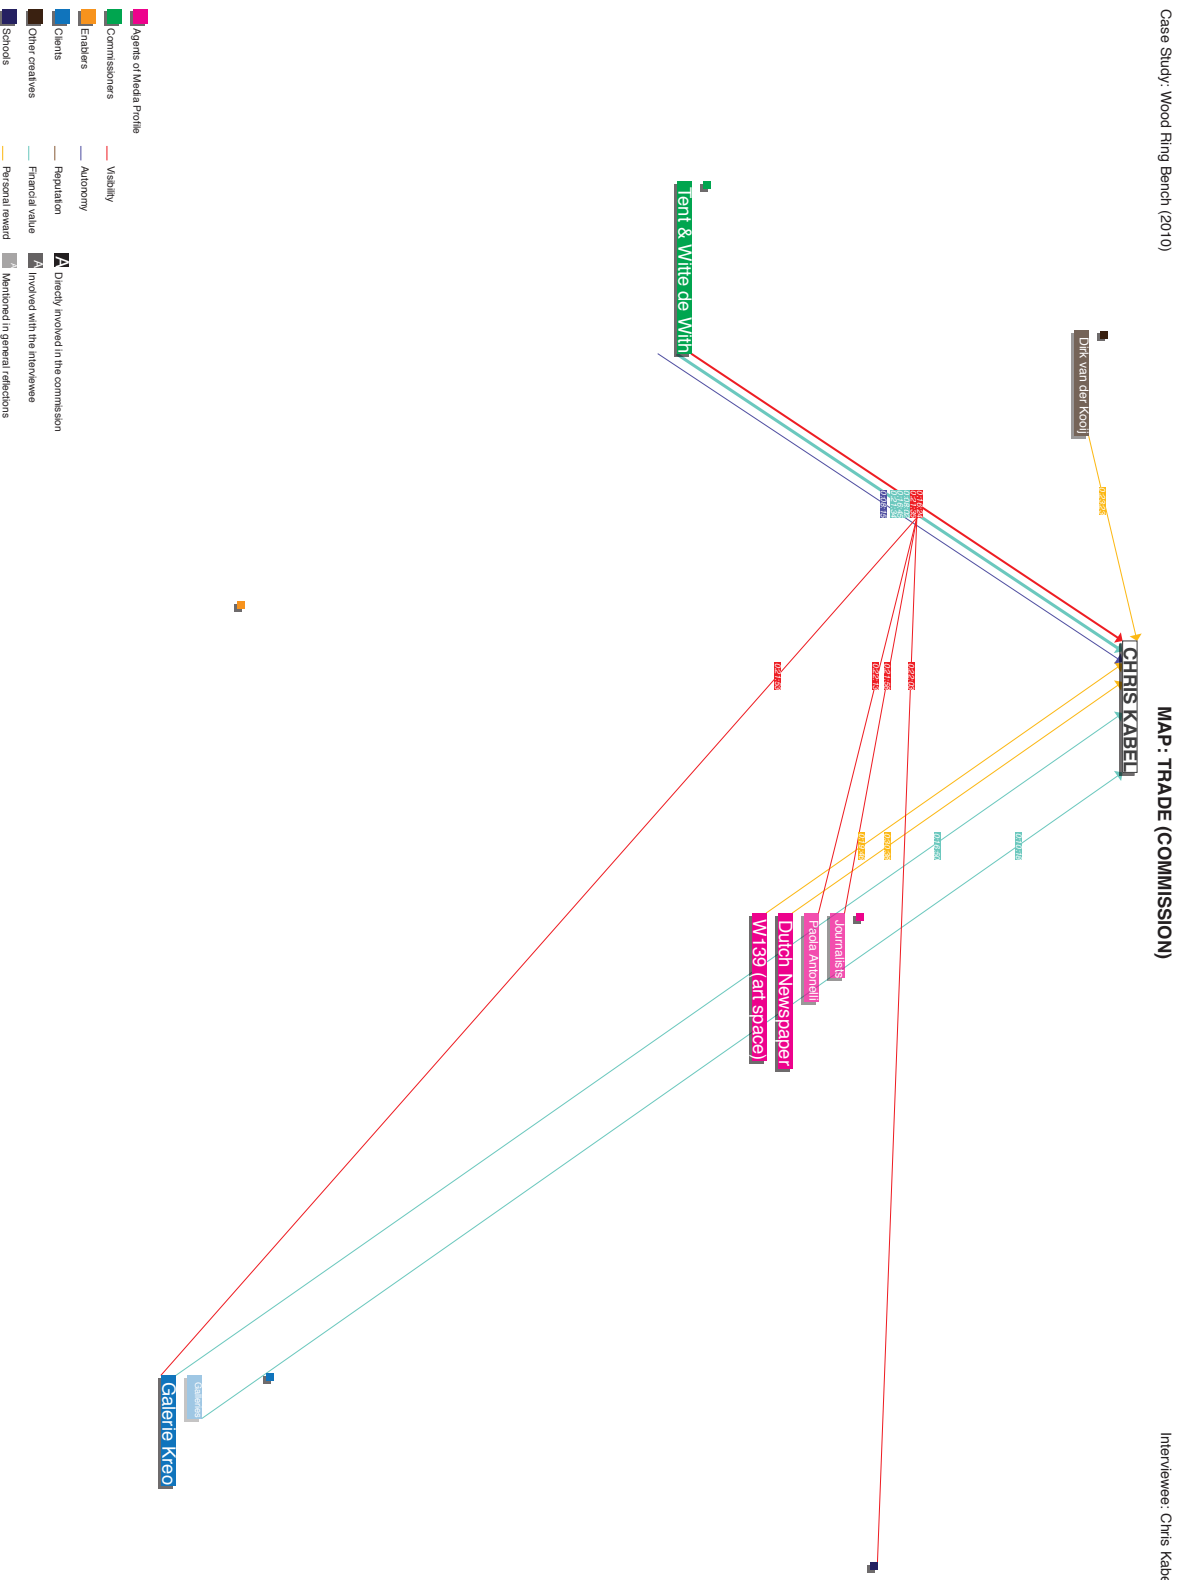 Case Study: Wood Ring Bench (2010)
MAP: TRADE (COMMISSION)
Interviewee: Chris Kabe
CHRIS KABEL
Dirk van der Kooij
Tent & Witte de With
Journalists
Paola Antonelli
Dutch Newspaper
W139 (art space)
Galleries
Galerie Kreo
Agents of Media Profile
Commissioners
Enablers
Clients
Other creatives
Schools
Visibility
Autonomy
Reputation
Financial value
Personal reward
A Directly involved in the commission
A Involved with the interviewee
A Mentioned in general reflections